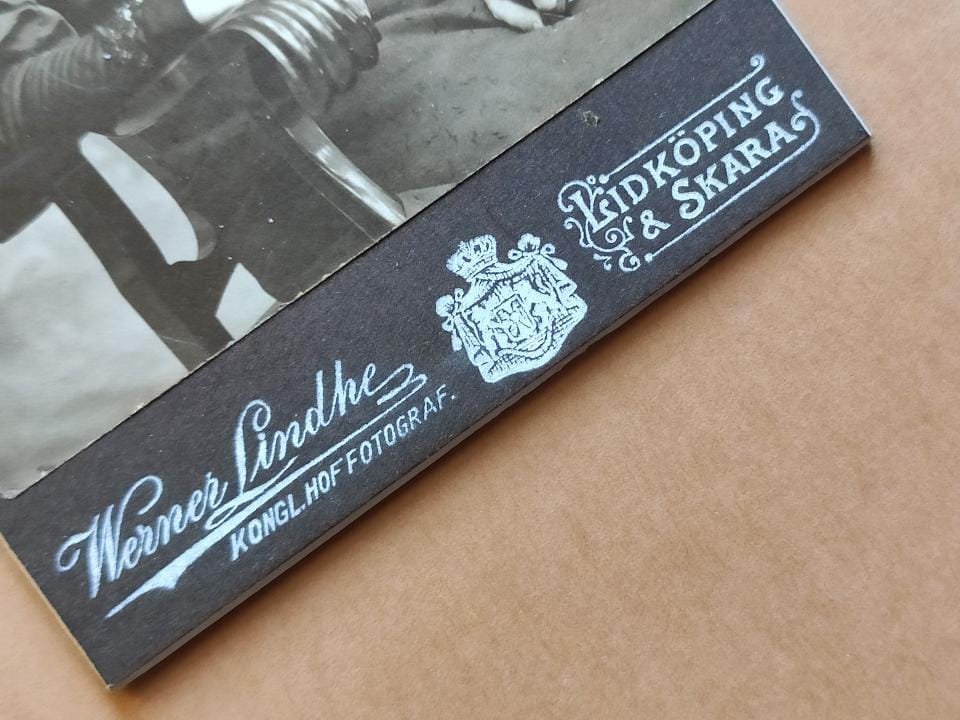 Werner Lindhe
KONGL. HOFFOTOGRAF.
LIDKÖPING
& SKARA